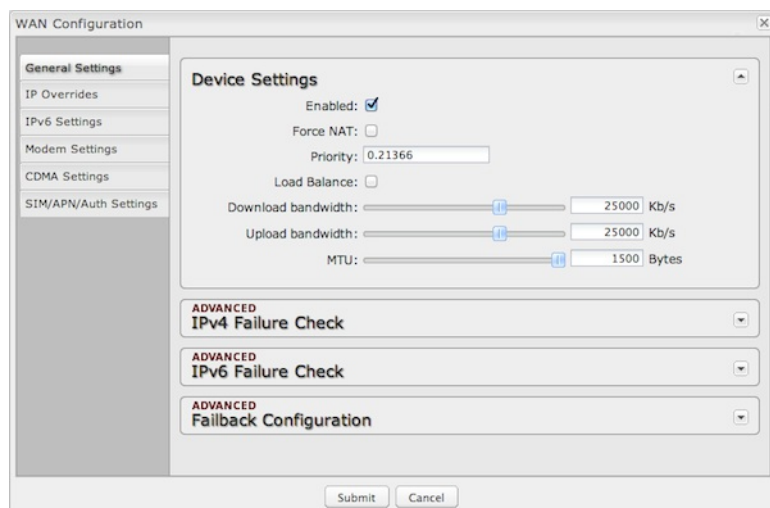 WAN Configuration
General Settings
IP Overrides
IPv6 Settings
Modem Settings
CDMA Settings
SIM/APN/Auth Settings
Device Settings
Enabled:
Force NAT:
Priority: 0.21366
Load Balance:
Download bandwidth: 25000 Kb/s
Upload bandwidth: 25000 Kb/s
MTU: 1500 Bytes
ADVANCED
IPv4 Failure Check
ADVANCED
IPv6 Failure Check
ADVANCED
Failback Configuration
Submit Cancel